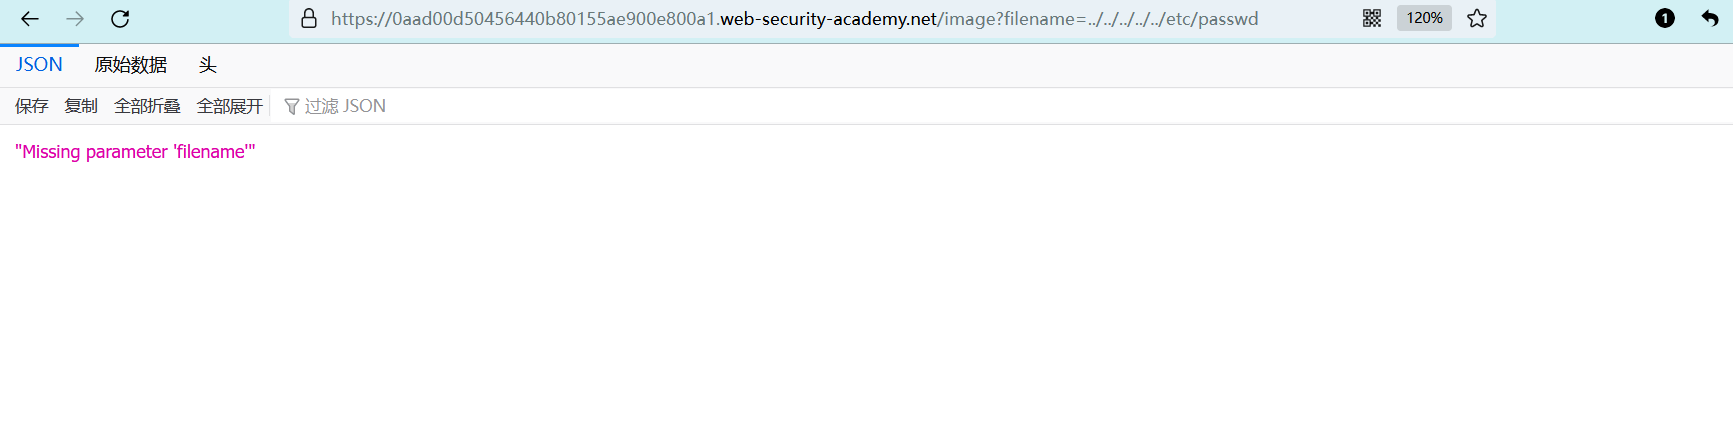 https://0aad00d50456440b80155ae900e800a1.web-security-academy.net/image?filename=../../../../../etc/passwd 120% 1
JSON 原始数据 头
保存 复制 全部折叠 全部展开 过滤 JSON
"Missing parameter 'filename'"